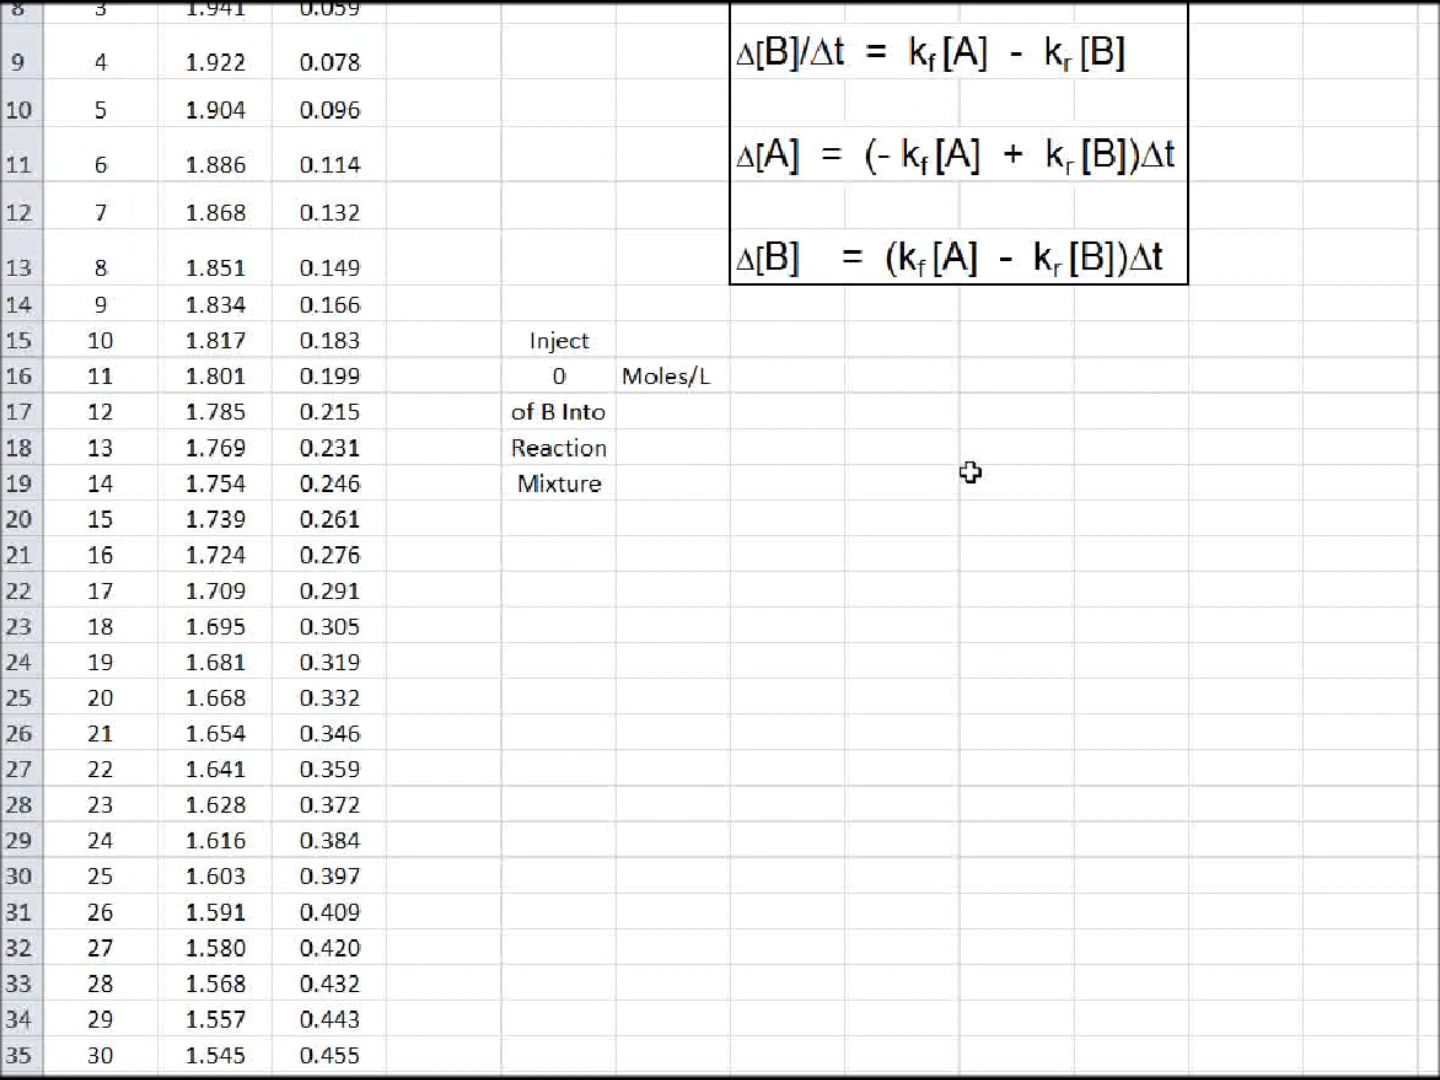 8 3 1.941 0.059
Δ[B]/Δt = kf [A] - kr [B]
9 4 1.922 0.078
10 5 1.904 0.096
Δ[A] = (- kf [A] + kr [B])Δt
11 6 1.886 0.114
12 7 1.868 0.132
Δ[B] = (kf [A] - kr [B])Δt
13 8 1.851 0.149
14 9 1.834 0.166
15 10 1.817 0.183 Inject
16 11 1.801 0.199 0 Moles/L
17 12 1.785 0.215 of B Into
18 13 1.769 0.231 Reaction
19 14 1.754 0.246 Mixture
20 15 1.739 0.261
21 16 1.724 0.276
22 17 1.709 0.291
23 18 1.695 0.305
24 19 1.681 0.319
25 20 1.668 0.332
26 21 1.654 0.346
27 22 1.641 0.359
28 23 1.628 0.372
29 24 1.616 0.384
30 25 1.603 0.397
31 26 1.591 0.409
32 27 1.580 0.420
33 28 1.568 0.432
34 29 1.557 0.443
35 30 1.545 0.455